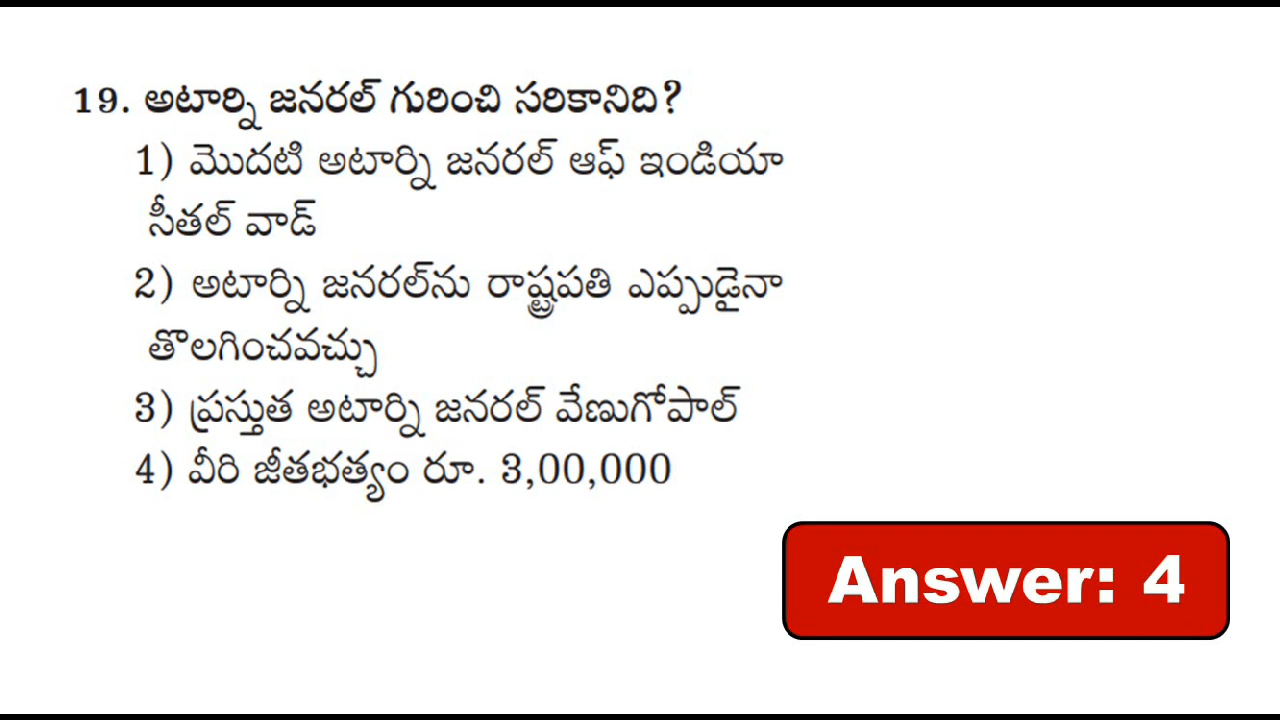 19. అటార్ని జనరల్ గురించి సరికానిది?
1) మొదటి అటార్ని జనరల్ ఆఫ్ ఇండియా
సీతల్ వాడ్
2) అటార్ని జనరల్‌ను రాష్ట్రపతి ఎప్పుడైనా
తొలగించవచ్చు
3) ప్రస్తుత అటార్ని జనరల్ వేణుగోపాల్
4) వీరి జీతభత్యం రూ. 3,00,000
Answer: 4